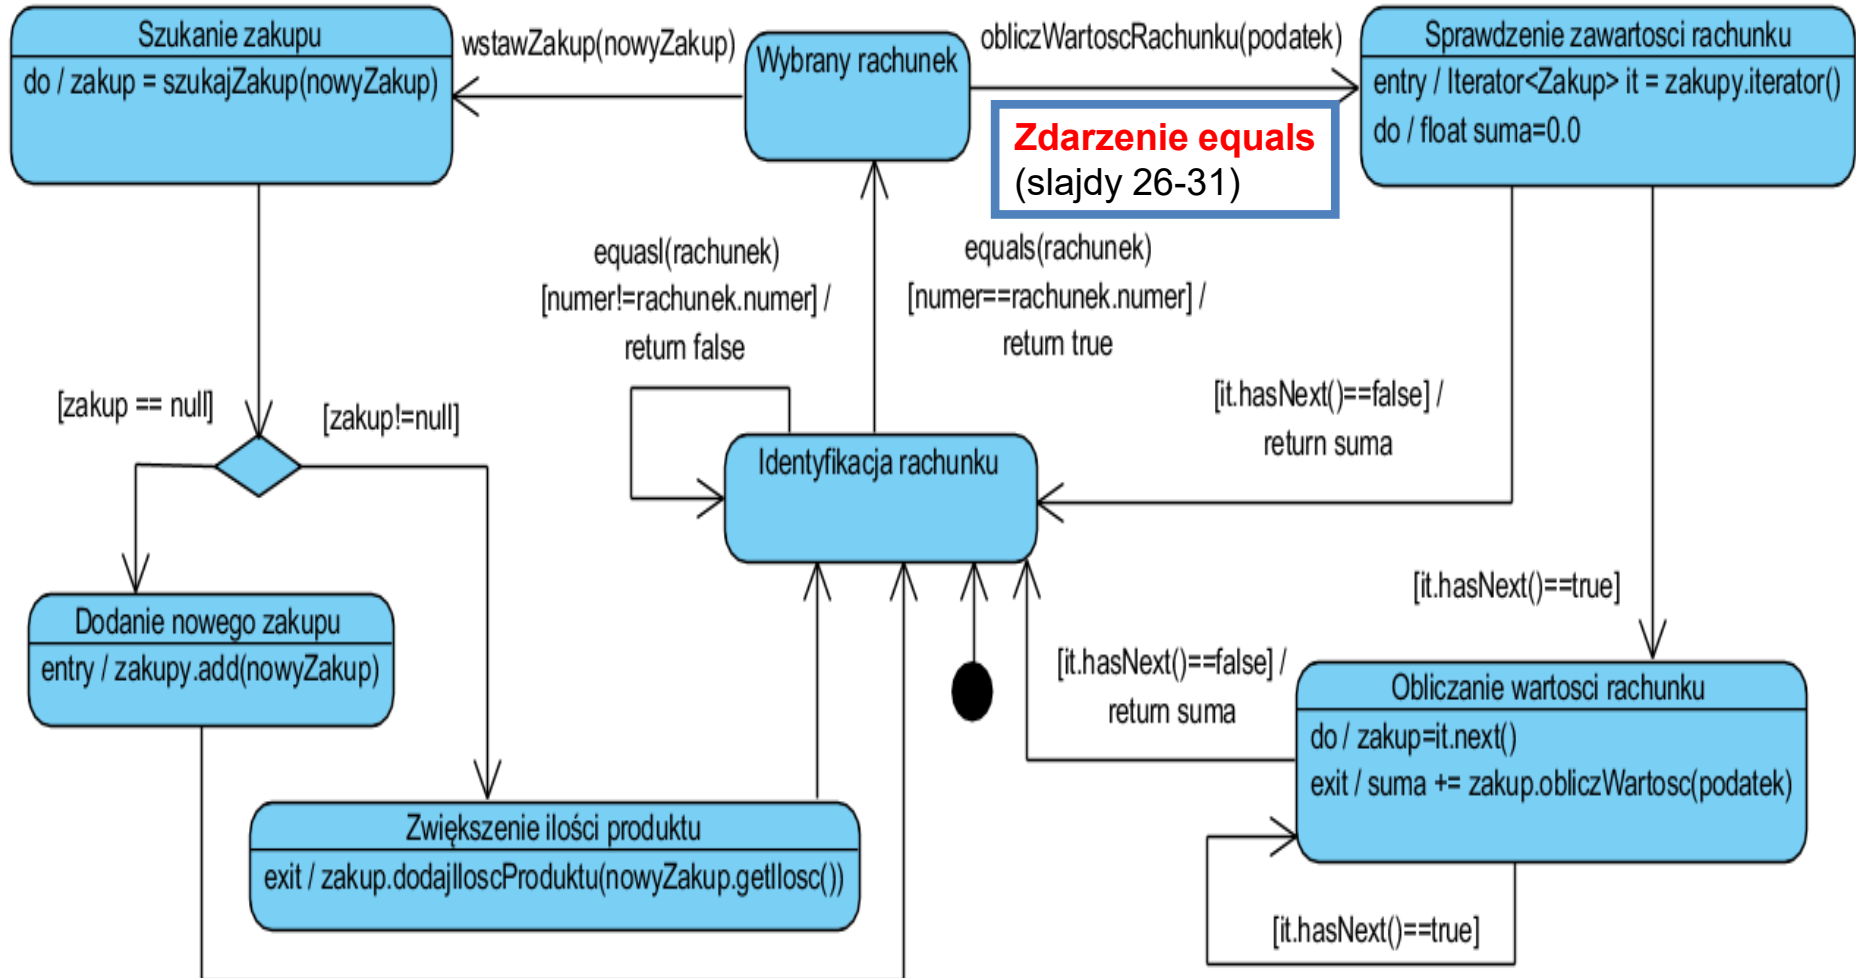 Szukanie zakupu
do / zakup = szukajZakup(nowyZakup)
wstawZakup(nowyZakup)
Wybrany rachunek
obliczWartoscRachunku(podatek)
Sprawdzenie zawartosci rachunku
entry / Iterator<Zakup> it = zakupy.iterator()
do / float suma=0.0
Zdarzenie equals
(slajdy 26-31)
equasl(rachunek)
[numer!=rachunek.numer] /
return false
equals(rachunek)
[numer==rachunek.numer] /
return true
[zakup == null]
[zakup!=null]
[it.hasNext()==false] /
return suma
Identyfikacja rachunku
[it.hasNext()==true]
Dodanie nowego zakupu
entry / zakupy.add(nowyZakup)
[it.hasNext()==false] /
return suma
Obliczanie wartosci rachunku
do / zakup=it.next()
exit / suma += zakup.obliczWartosc(podatek)
Zwiększenie ilości produktu
exit / zakup.dodajIloscProduktu(nowyZakup.getIlosc())
[it.hasNext()==true]